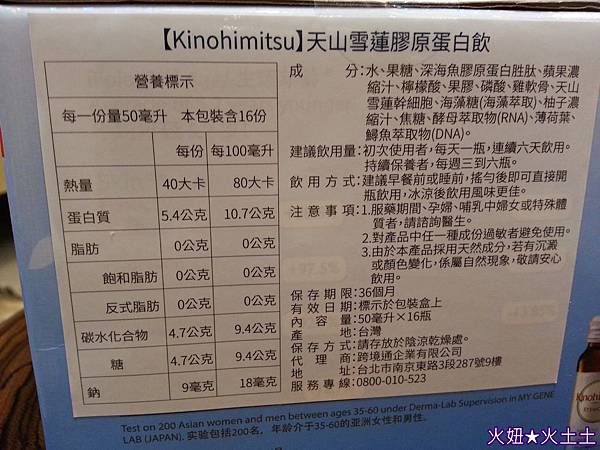 【Kinohimitsu】天山雪蓮膠原蛋白飲
營養標示
每一份量50毫升 本包裝含16份
每份 每100毫升
熱量 40大卡 80大卡
蛋白質 5.4公克 10.7公克
脂肪 0公克 0公克
飽和脂肪 0公克 0公克
反式脂肪 0公克 0公克
碳水化合物 4.7公克 9.4公克
糖 4.7公克 9.4公克
鈉 9毫克 18毫克
成分:水、果糖、深海魚膠原蛋白胜肽、蘋果濃
縮汁、檸檬酸、果膠、磷酸、雞軟骨、天山
雪蓮幹細胞、海藻糖(海藻萃取)、柚子濃
縮汁、焦糖、酵母萃取物(RNA)、薄荷葉、
鱘魚萃取物(DNA)。
建議飲用量:初次使用者,每天一瓶,連續六天飲用。
持續保養者,每週三到六瓶。
飲用方式:建議早餐前或睡前,搖勻後即可直接開
瓶飲用,冰涼後飲用風味更佳。
注意事項:1.服藥期間、孕婦、哺乳中婦女或特殊體
質者,請諮詢醫生。
2.對產品中任一種成份過敏者避免使用。
3.由於本產品採用天然成分,若有沉澱
或顏色變化,係屬自然現象,敬請安心
飲用。
保存期限:36個月
有效日期:標示於包裝盒上
內容量:50毫升×16瓶
產地:台灣
保存方式:請存放於陰涼乾燥處。
代理商:跨境通企業有限公司
地址:台北市南京東路3段287號9樓
服務專線:0800-010-523
Test on 200 Asian women and men between ages 35-60 under Derma-Lab Supervision in MY GENE
LAB (JAPAN). 实验包括200名，年龄介于35-60的亚洲女性和男性。
Kinoh
火妞★火土土